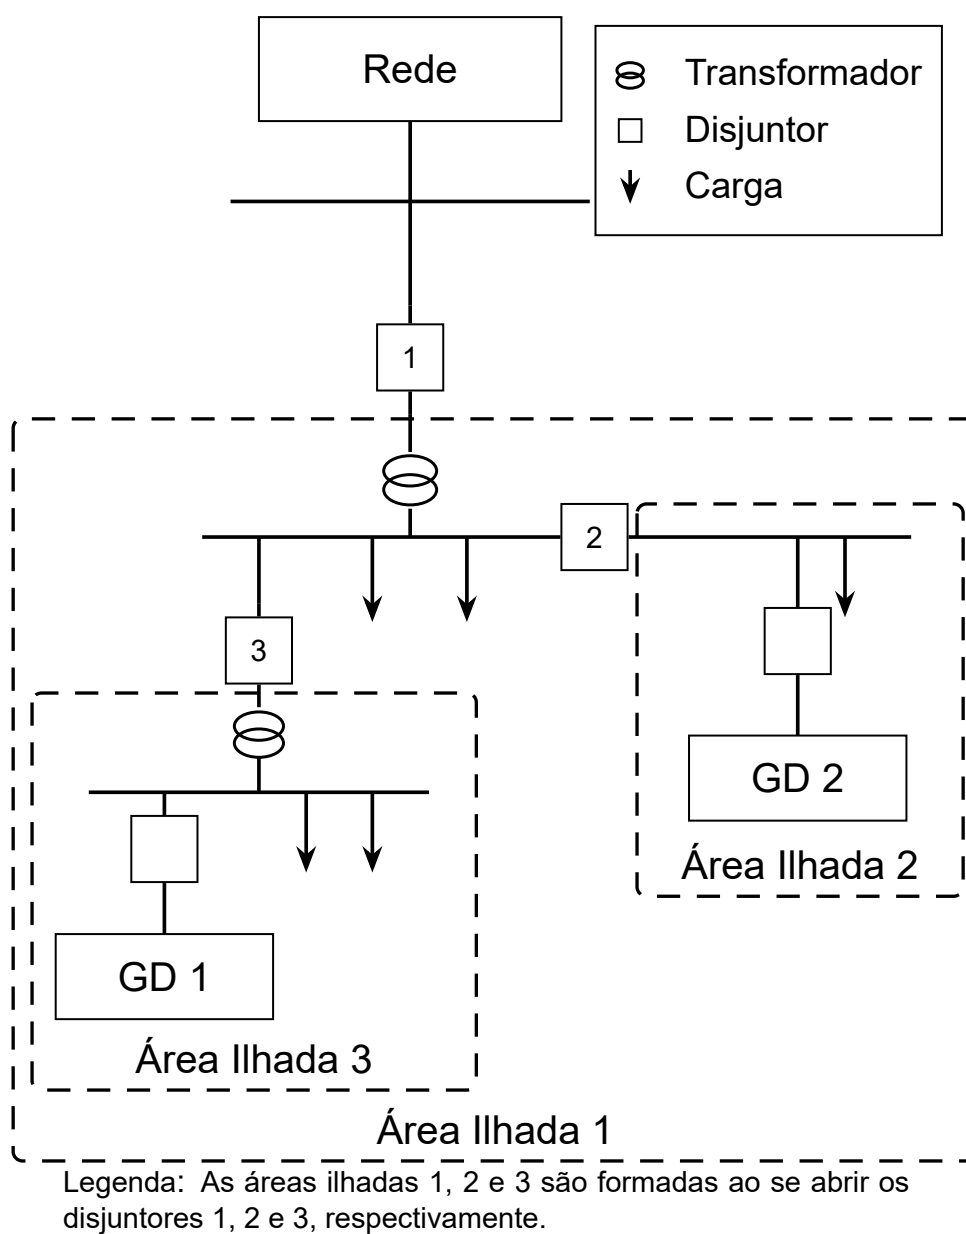 Rede
Transformador
Disjuntor
Carga
1
2
3
GD 2
Área Ilhada 2
GD 1
Área Ilhada 3
Área Ilhada 1
Legenda: As áreas ilhadas 1, 2 e 3 são formadas ao se abrir os
disjuntores 1, 2 e 3, respectivamente.